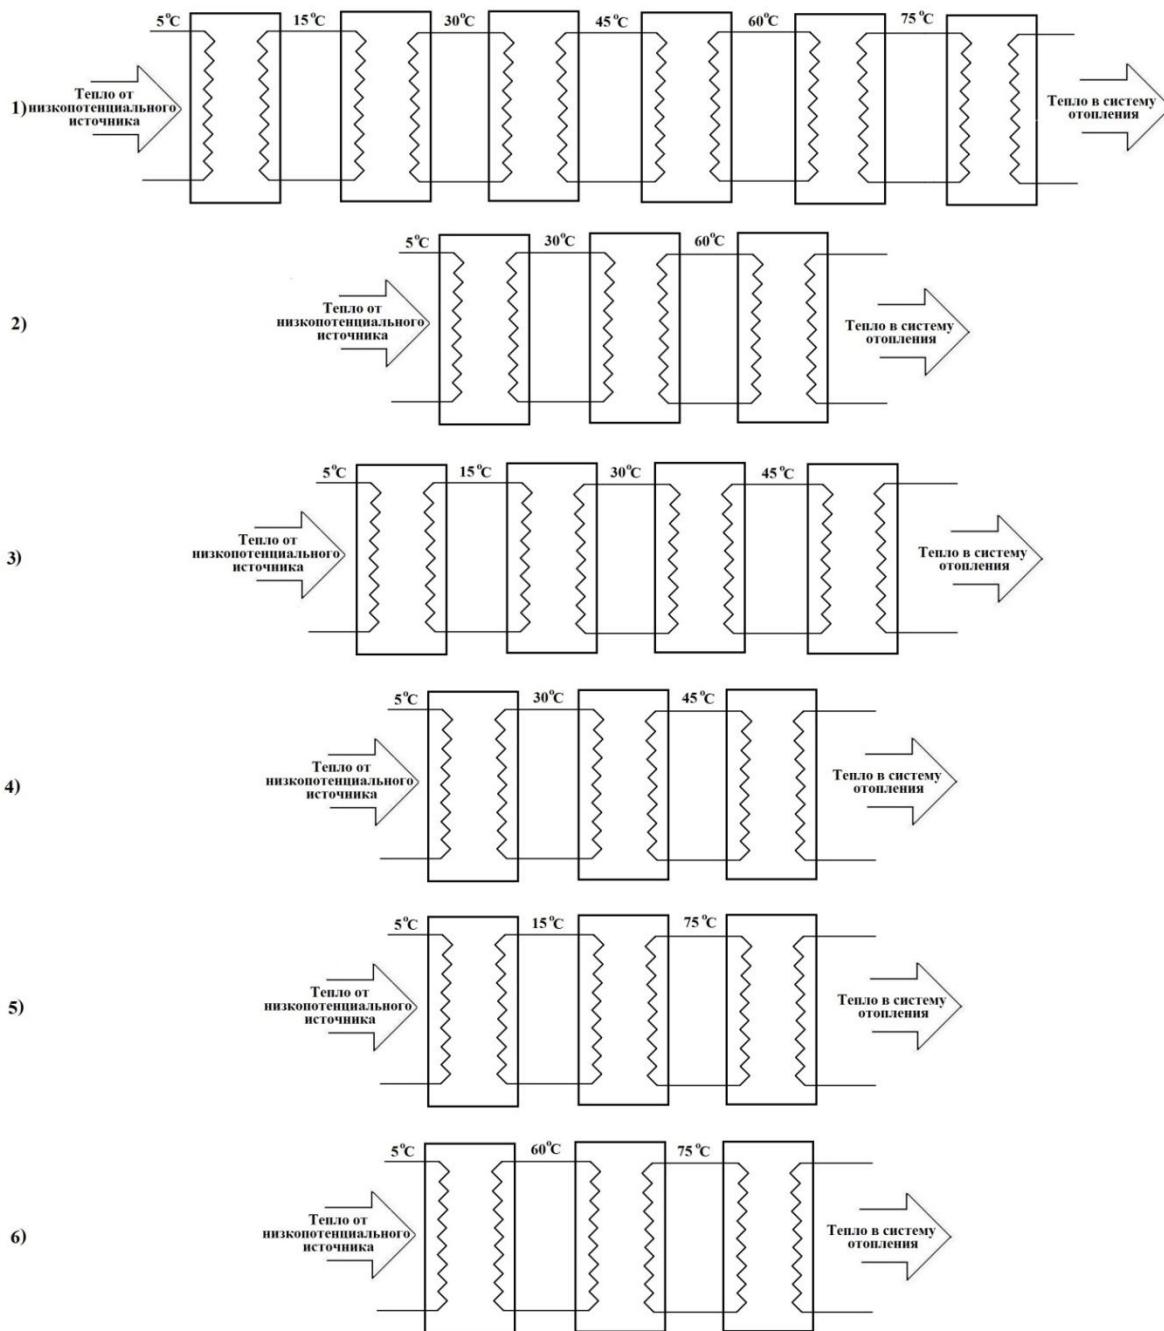 5°C 15°C 30°C 45°C 60°C 75°C
1)
Тепло от
низкопотенциального
источника
Тепло в систему
отопления
5°C 30°C 60°C
2)
Тепло от
низкопотенциального
источника
Тепло в систему
отопления
5°C 15°C 30°C 45°C
3)
Тепло от
низкопотенциального
источника
Тепло в систему
отопления
5°C 30°C 45°C
4)
Тепло от
низкопотенциального
источника
Тепло в систему
отопления
5°C 15°C 75°C
5)
Тепло от
низкопотенциального
источника
Тепло в систему
отопления
5°C 60°C 75°C
6)
Тепло от
низкопотенциального
источника
Тепло в систему
отопления